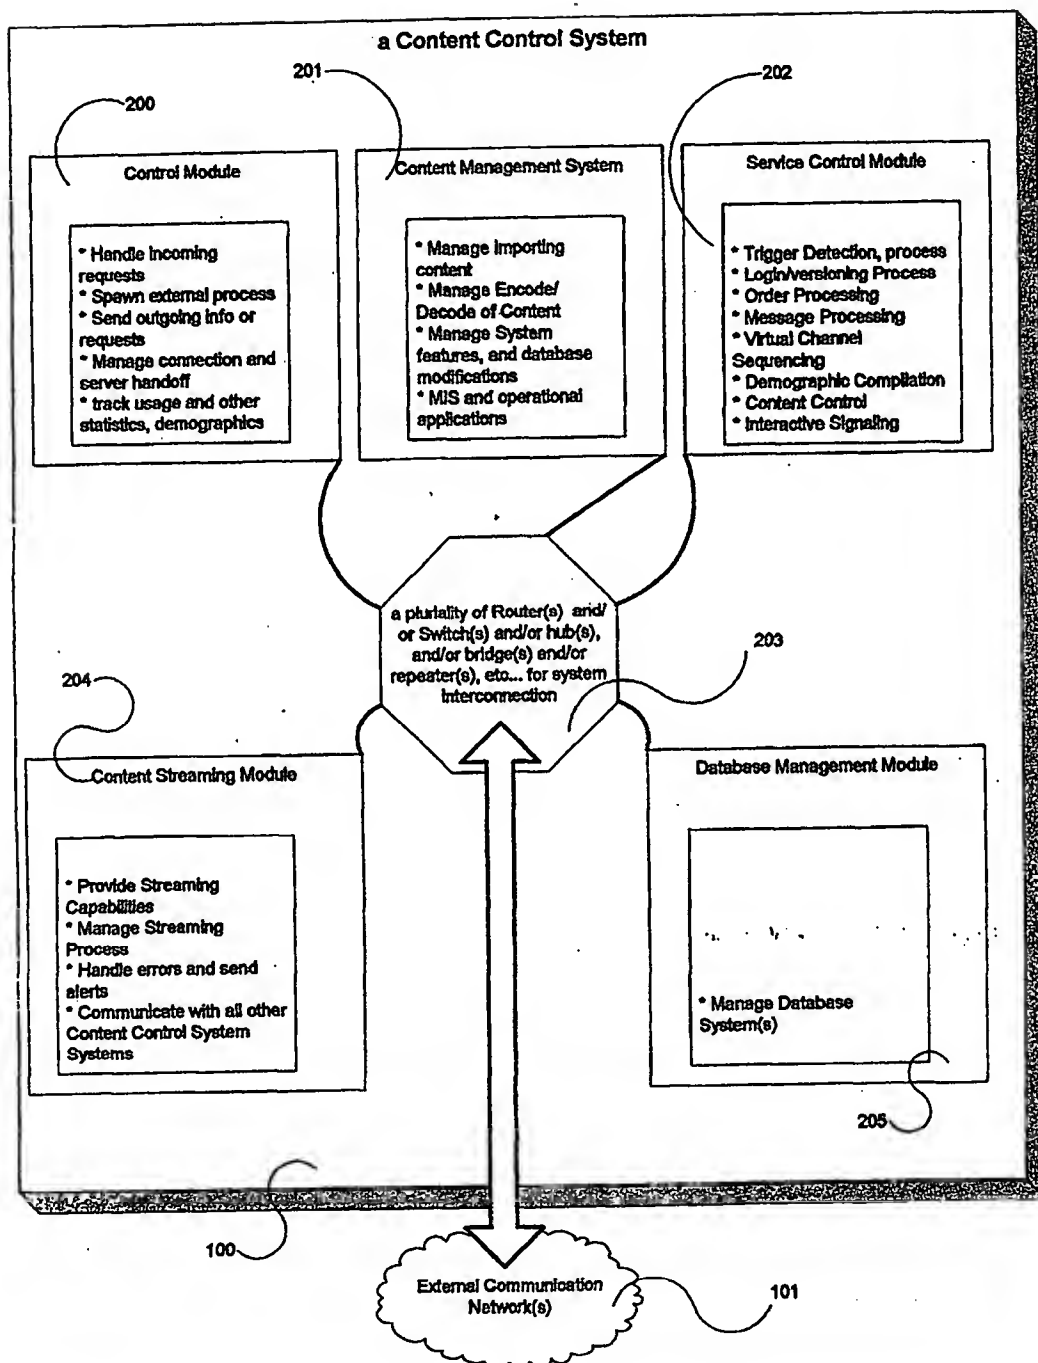 a Content Control System
201
202
200
Control Module
Content Management System
Service Control Module
* Handle Incoming
requests
* Spawn external process
* Send outgoing info or
requests
* Manage connection and
server handoff
* track usage and other
statistics, demographics
* Manage Importing
content
* Manage Encode/
Decode of Content
* Manage System
features, and database
modifications
* MIS and operational
applications
* Trigger Detection, process
* Login/versioning Process
* Order Processing
* Message Processing
* Virtual Channel
Sequencing
* Demographic Compilation
* Content Control
* Interactive Signaling
a plurlality of Router(s) and/
or Switch(s) and/or hub(s),
and/or bridge(s) and/or
repeater(s), etc... for system
Interconnection
203
204
Content Streaming Module
Database Management Module
* Provide Streaming
Capabilities
* Manage Streaming
Process
* Handle errors and send
alerts
* Communicate with all other
Content Control System
Systems
* Manage Database
System(s)
205
100
External Communication
Network(s)
101